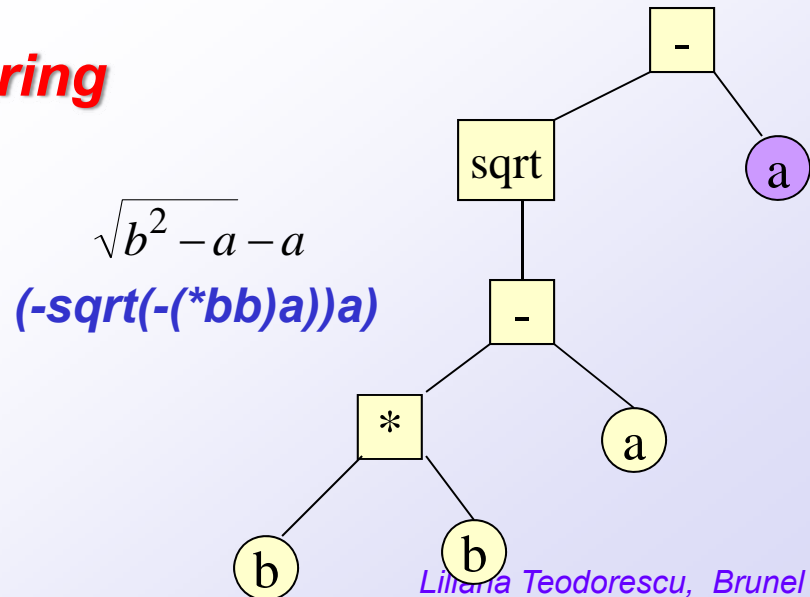 ring
√b² – a – a
(-sqrt(-(*bb)a))a)
-
sqrt
a
-
*
a
b
b
Liliana Teodorescu, Brunel